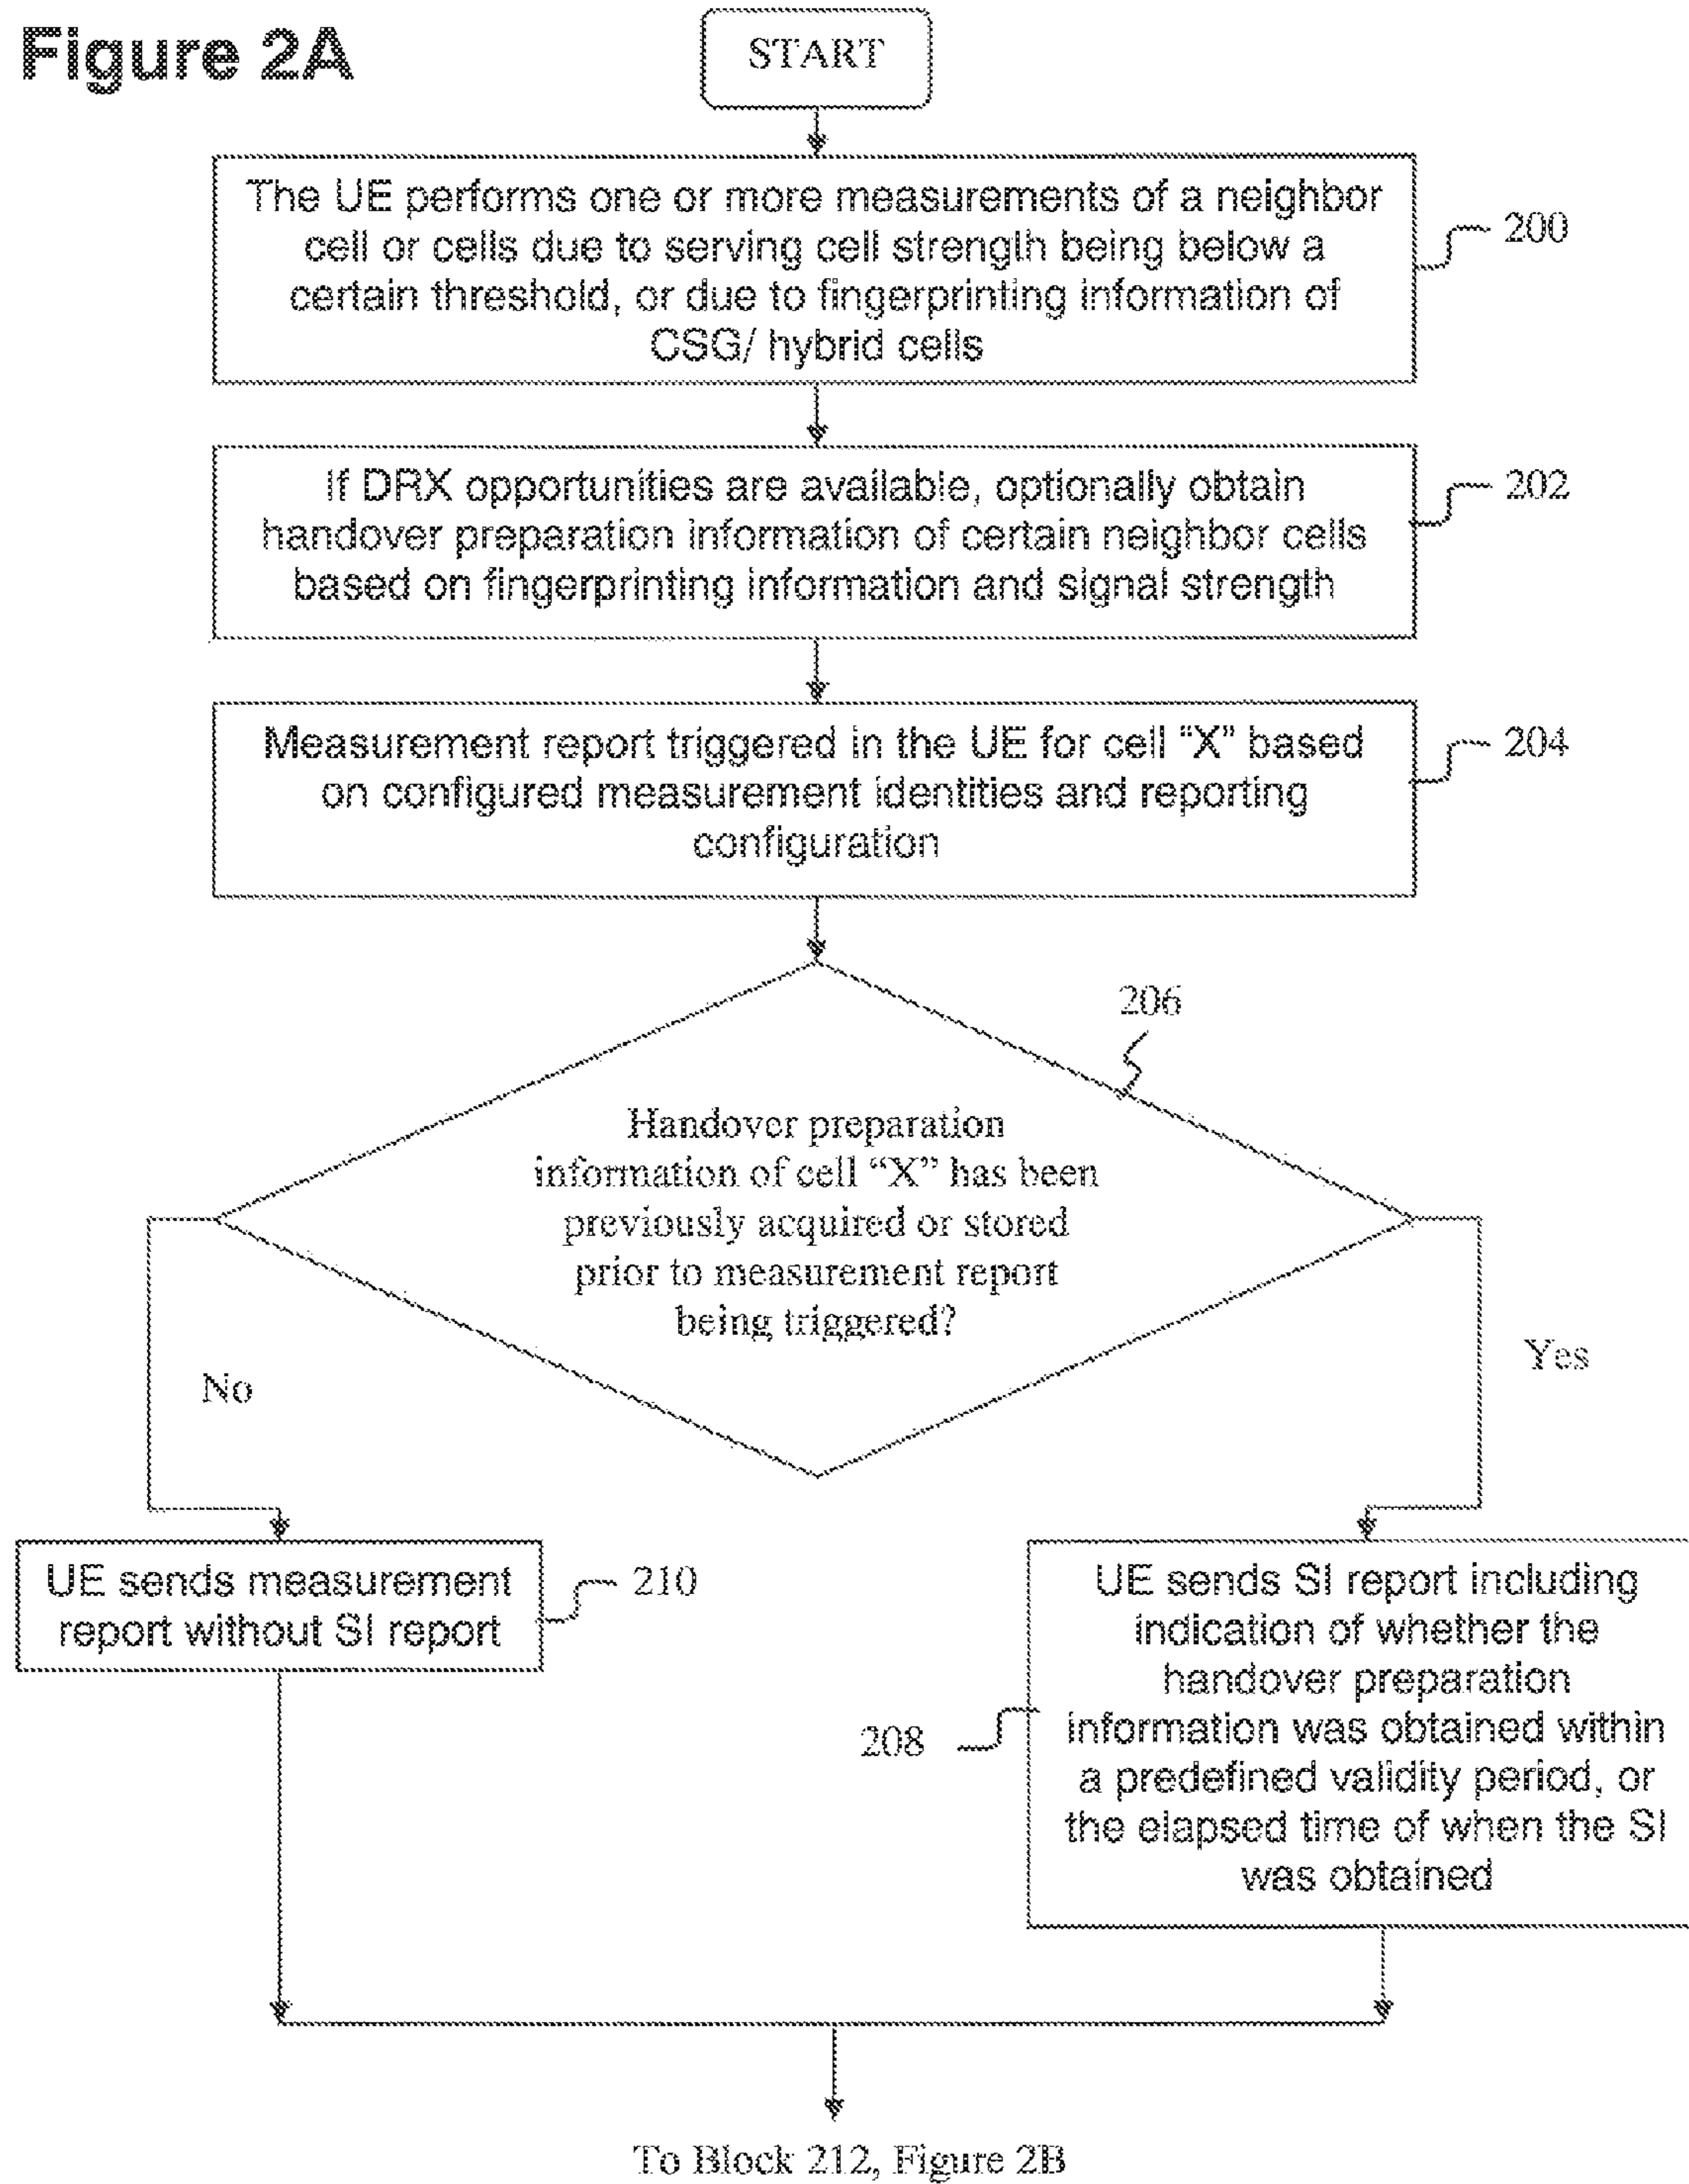 Figure 2A
START
The UE performs one or more measurements of a neighbor
cell or cells due to serving cell strength being below a
certain threshold, or due to fingerprinting information of
CSG/ hybrid cells
200
If DRX opportunities are available, optionally obtain
handover preparation information of certain neighbor cells
based on fingerprinting information and signal strength
202
Measurement report triggered in the UE for cell “X” based
on configured measurement identities and reporting
configuration
204
206
Handover preparation
information of cell “X” has been
previously acquired or stored
prior to measurement report
being triggered?
No
Yes
UE sends measurement
report without SI report
210
UE sends SI report including
indication of whether the
handover preparation
information was obtained within
a predefined validity period, or
the elapsed time of when the SI
was obtained
208
To Block 212, Figure 2B